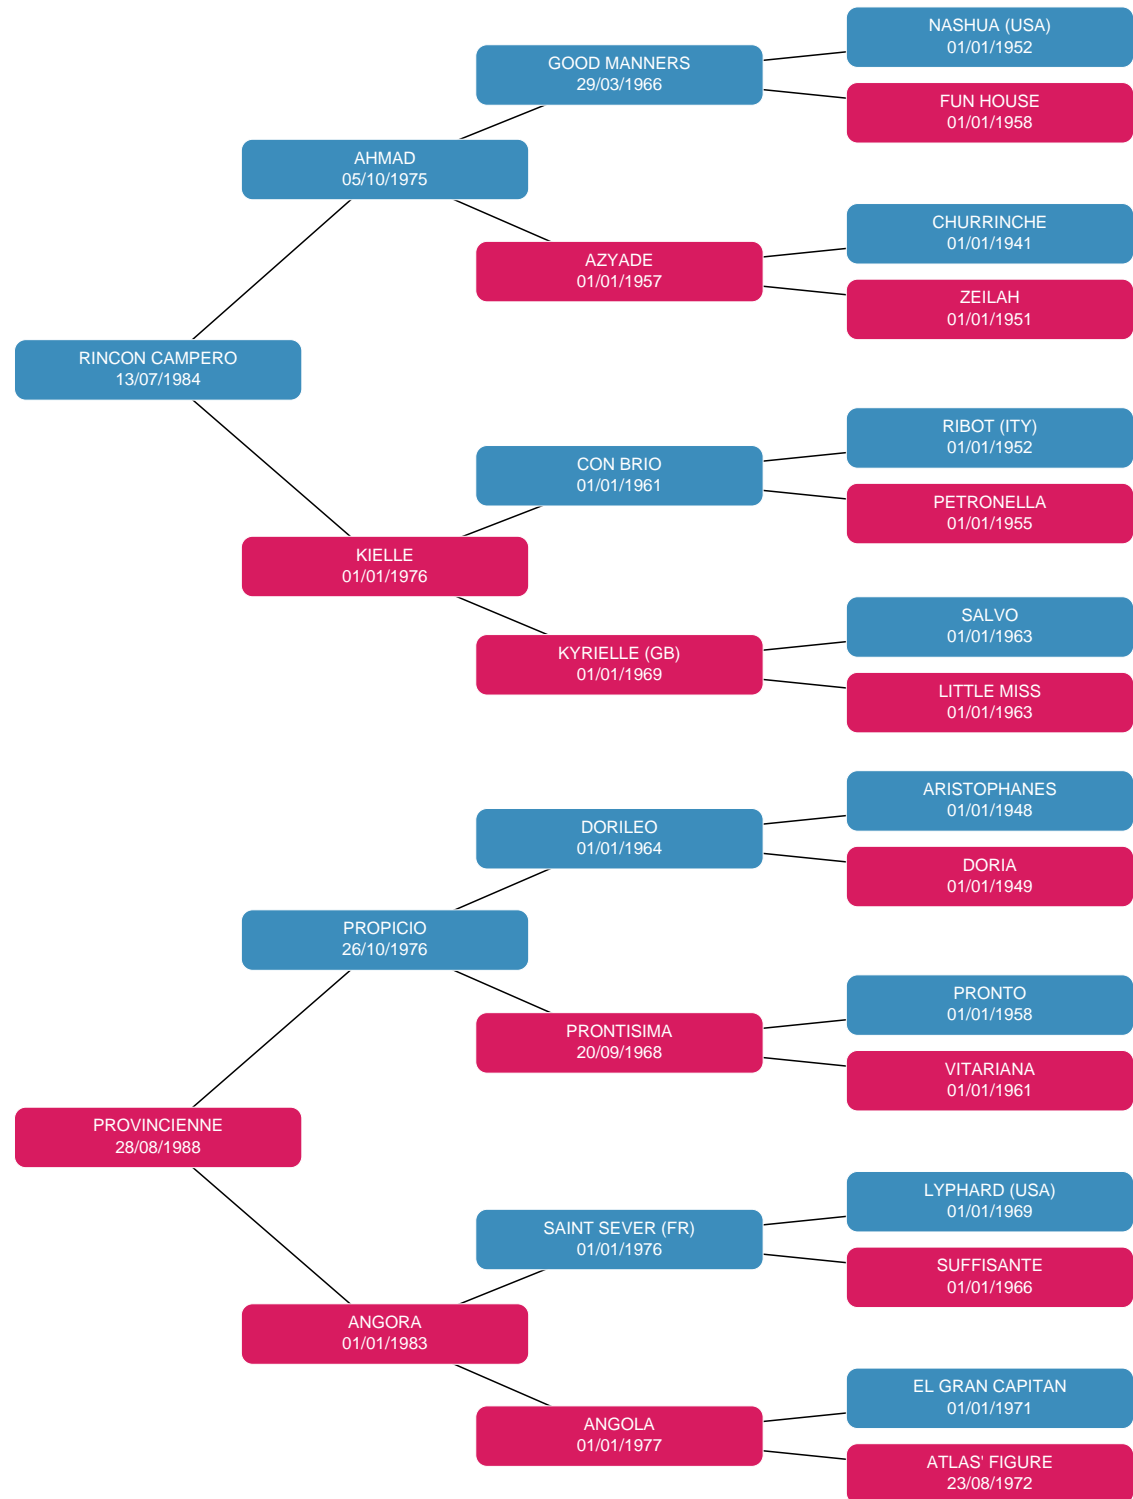 NASHUA (USA)
01/01/1952
GOOD MANNERS
29/03/1966
FUN HOUSE
01/01/1958
AHMAD
05/10/1975
CHURRINCHE
01/01/1941
AZYADE
01/01/1957
ZEILAH
01/01/1951
RINCON CAMPERO
13/07/1984
RIBOT (ITY)
01/01/1952
CON BRIO
01/01/1961
PETRONELLA
01/01/1955
KIELLE
01/01/1976
SALVO
01/01/1963
KYRIELLE (GB)
01/01/1969
LITTLE MISS
01/01/1963
ARISTOPHANES
01/01/1948
DORILEO
01/01/1964
DORIA
01/01/1949
PROPICIO
26/10/1976
PRONTO
01/01/1958
PRONTISIMA
20/09/1968
VITARIANA
01/01/1961
PROVINCIENNE
28/08/1988
LYPHARD (USA)
01/01/1969
SAINT SEVER (FR)
01/01/1976
SUFFISANTE
01/01/1966
ANGORA
01/01/1983
EL GRAN CAPITAN
01/01/1971
ANGOLA
01/01/1977
ATLAS' FIGURE
23/08/1972